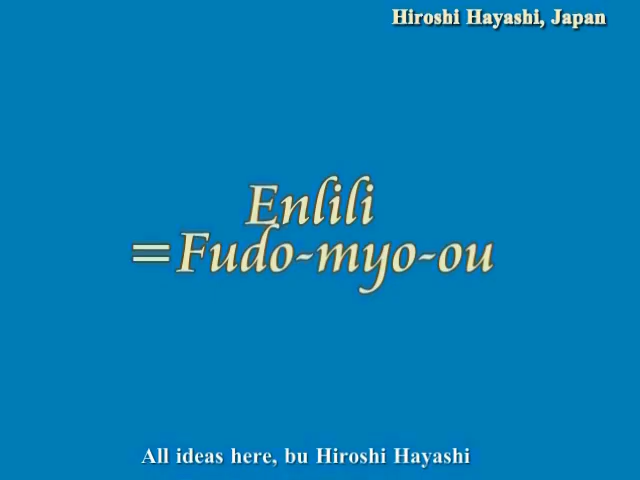 Hiroshi Hayashi, Japan
Enlili
=Fudo-myo-ou
All ideas here, bu Hiroshi Hayashi